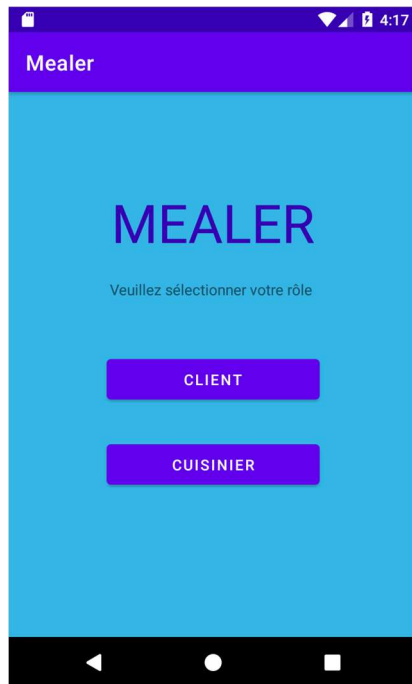 4:17
Mealer
MEALER
Veuillez sélectionner votre rôle
CLIENT
CUISINIER